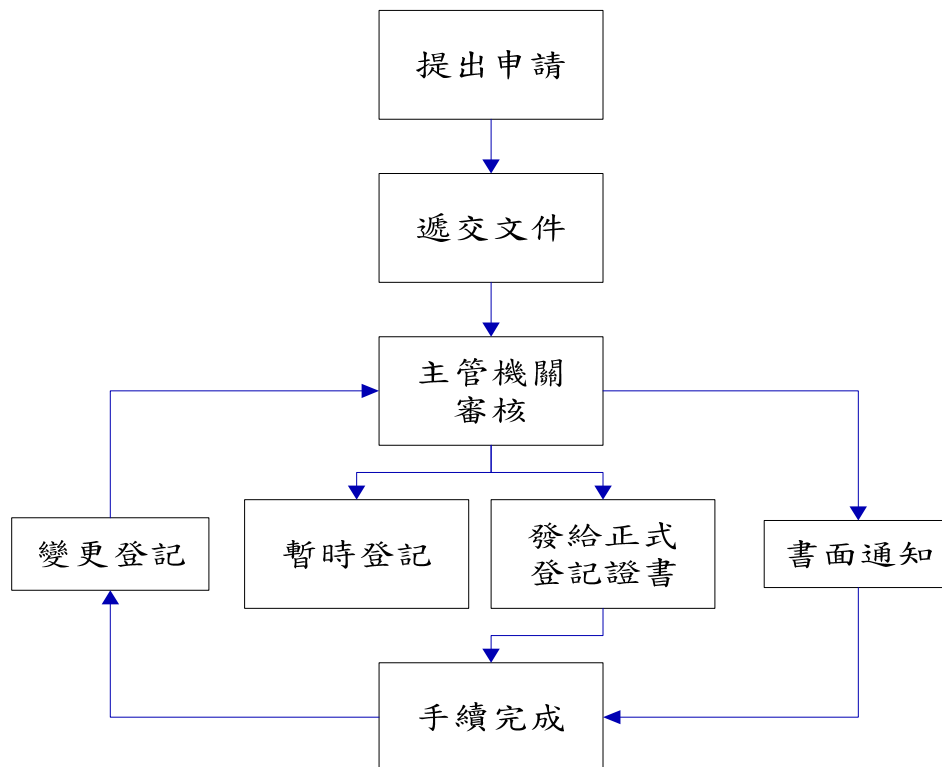 提出申請
遞交文件
主管機關
審核
變更登記
暫時登記
發給正式
登記證書
書面通知
手續完成